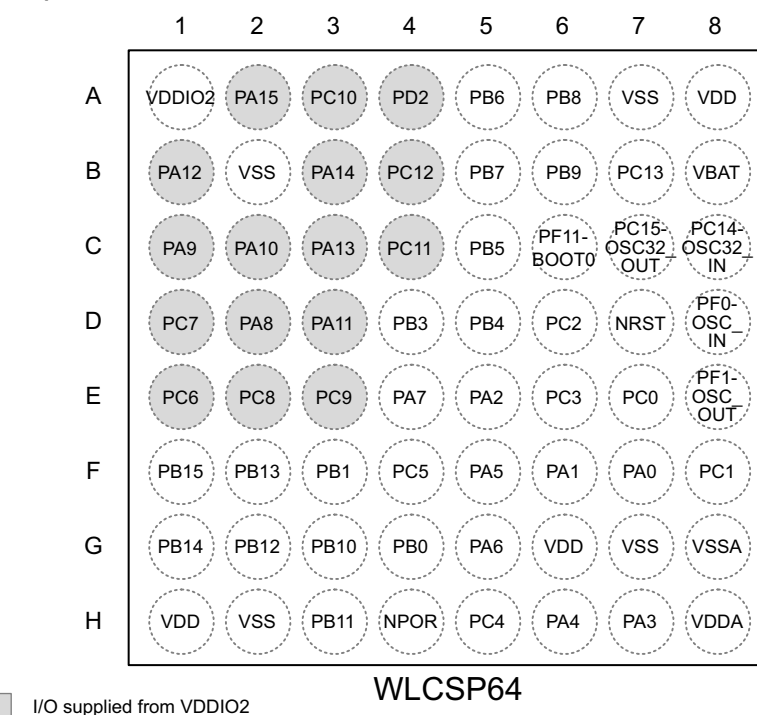 1 2 3 4 5 6 7 8
A VDDIO2 PA15 PC10 PD2 PB6 PB8 VSS VDD
B PA12 VSS PA14 PC12 PB7 PB9 PC13 VBAT
C PA9 PA10 PA13 PC11 PB5 PF11-BOOT0 PC15-OSC32_OUT PC14-OSC32_IN
D PC7 PA8 PA11 PB3 PB4 PC2 NRST PF0-OSC_IN
E PC6 PC8 PC9 PA7 PA2 PC3 PC0 PF1-OSC_OUT
F PB15 PB13 PB1 PC5 PA5 PA1 PA0 PC1
G PB14 PB12 PB10 PB0 PA6 VDD VSS VSSA
H VDD VSS PB11 NPOR PC4 PA4 PA3 VDDA
WLCSP64
I/O supplied from VDDIO2